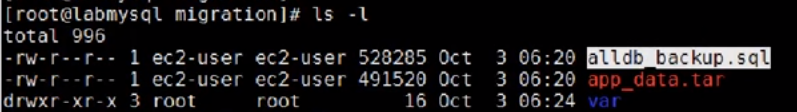 [root@labmysql migration]# ls -l
total 996
-rw-r--r-- 1 ec2-user ec2-user 528285 Oct  3 06:20 alldb_backup.sql
-rw-r--r-- 1 ec2-user ec2-user 491520 Oct  3 06:20 app_data.tar
drwxr-xr-x 3 root     root         16 Oct  3 06:24 var